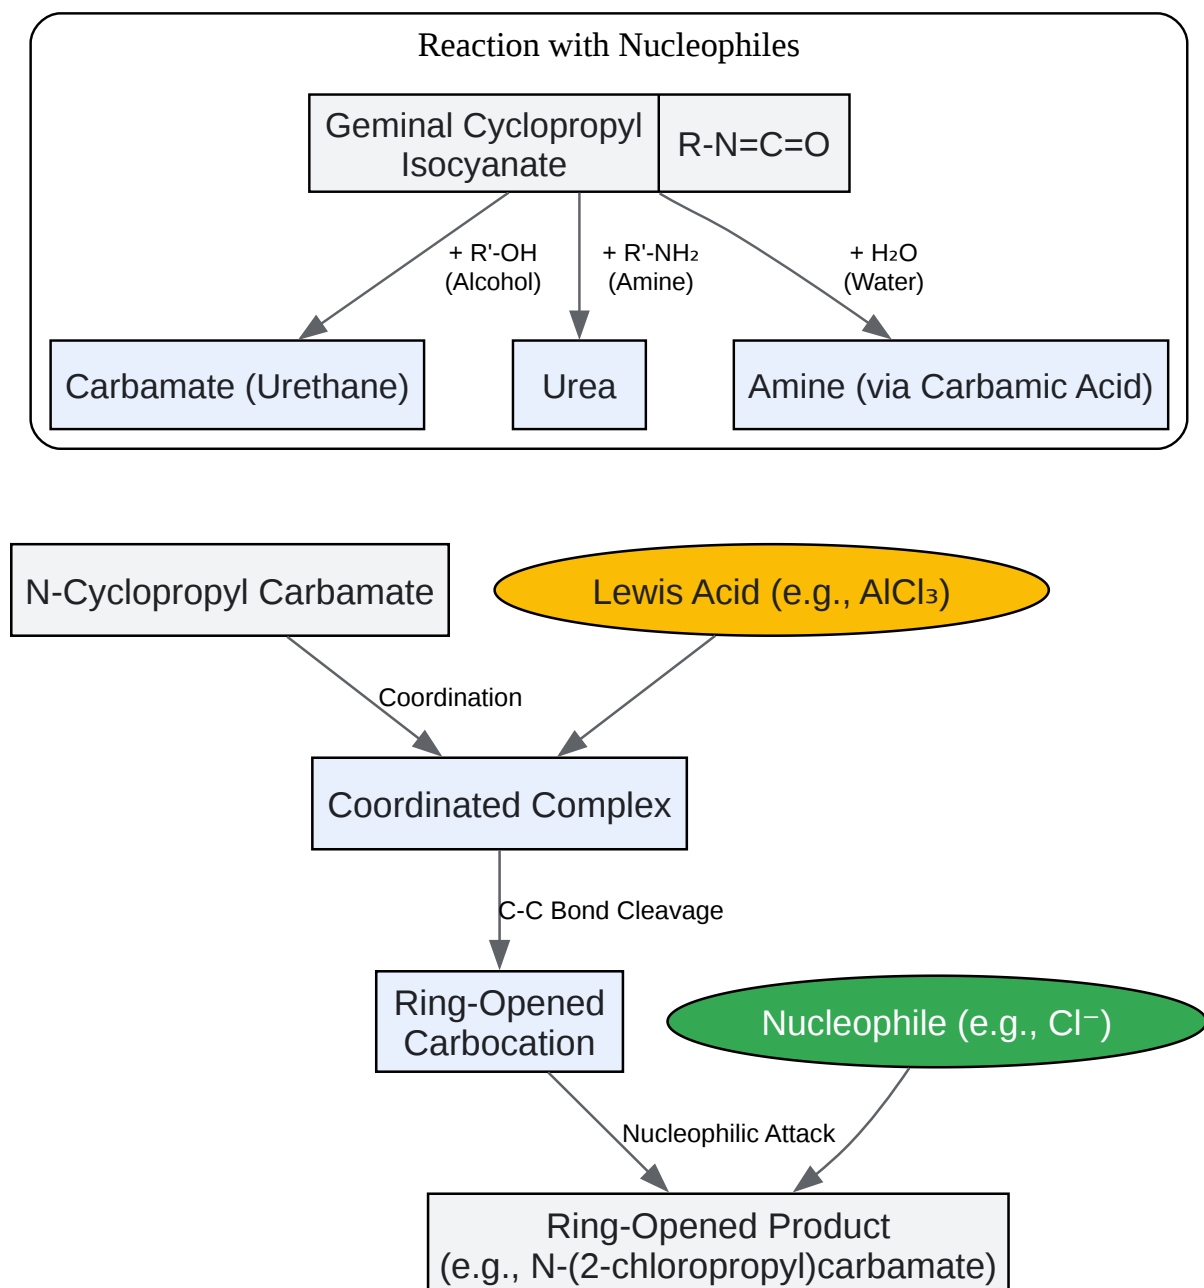 Reaction with Nucleophiles
Geminal Cyclopropyl
Isocyanate
R-N=C=O
+ R'-OH
(Alcohol)
+ R'-NH₂
(Amine)
+ H₂O
(Water)
Carbamate (Urethane)
Urea
Amine (via Carbamic Acid)
N-Cyclopropyl Carbamate
Lewis Acid (e.g., AlCl₃)
Coordination
Coordinated Complex
C-C Bond Cleavage
Ring-Opened
Carbocation
Nucleophile (e.g., Cl⁻)
Nucleophilic Attack
Ring-Opened Product
(e.g., N-(2-chloropropyl)carbamate)